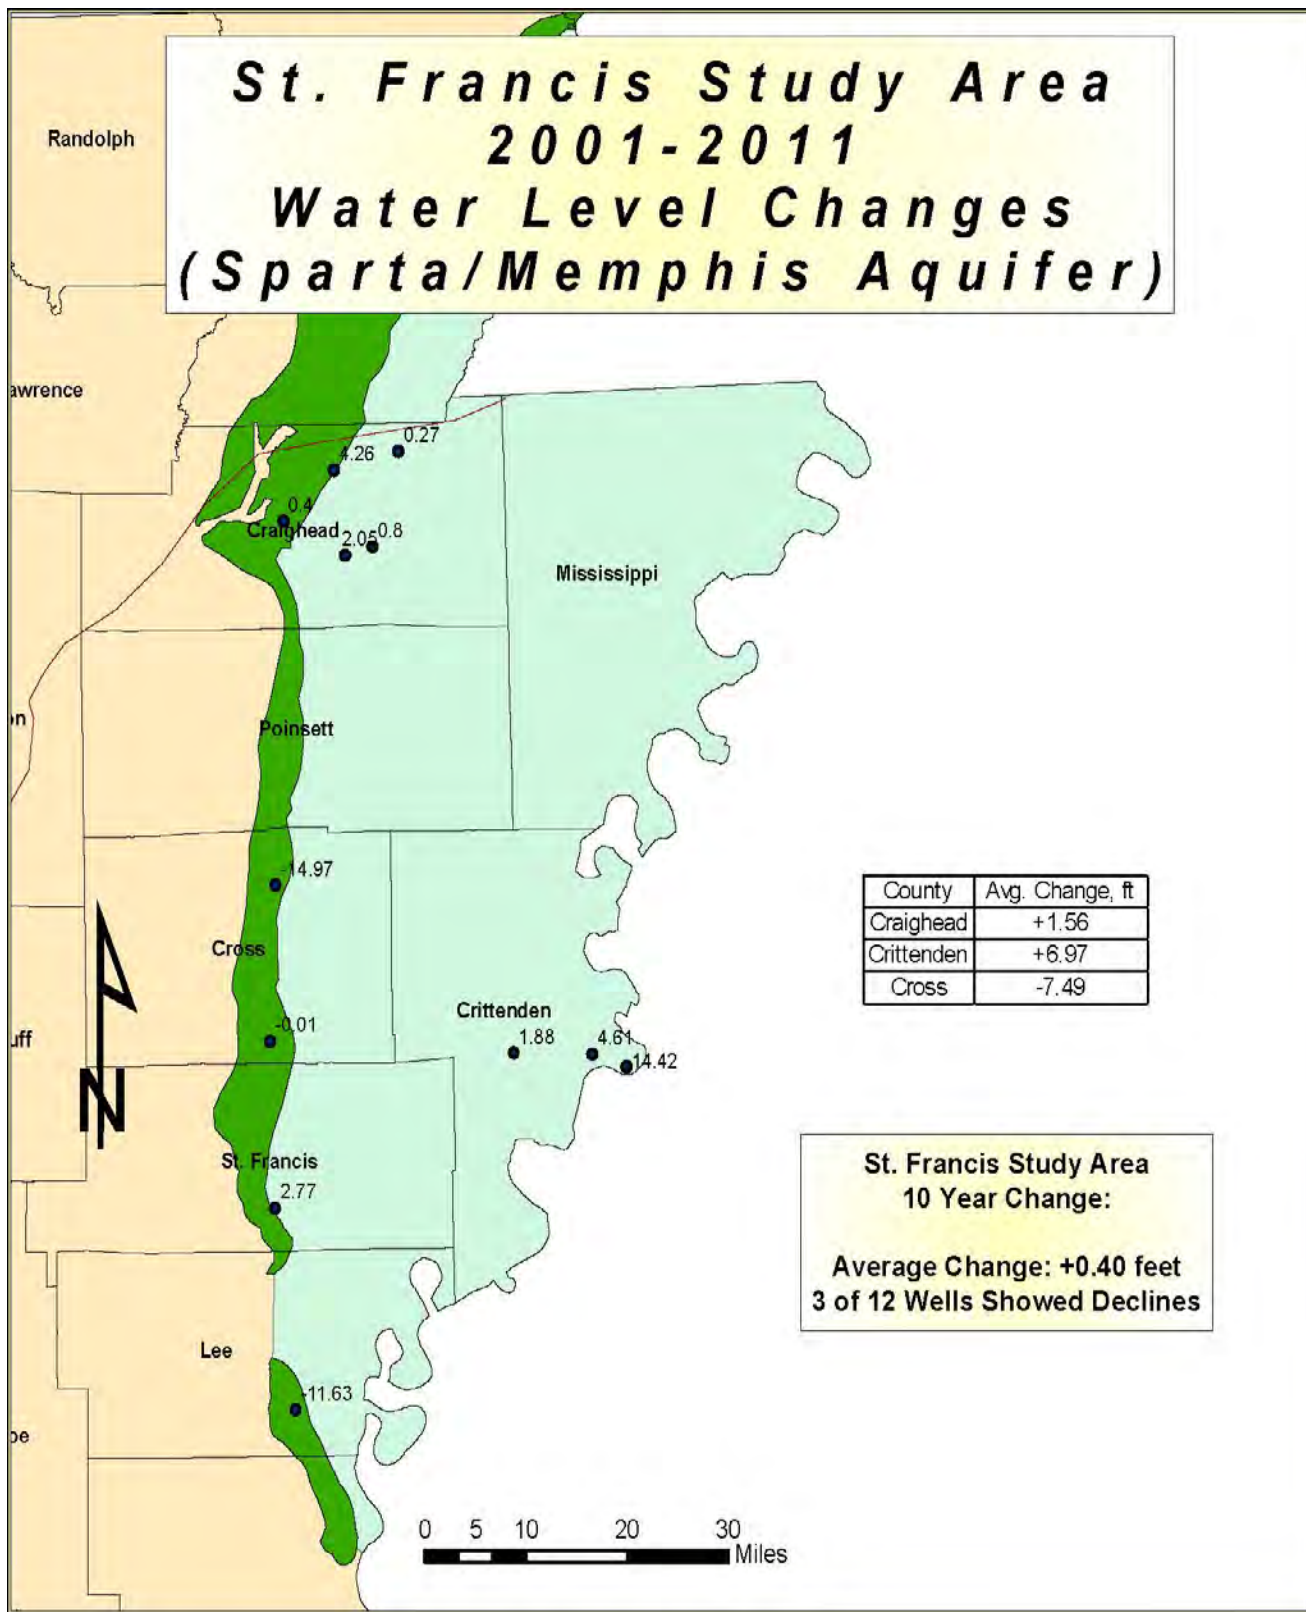 St. Francis Study Area
2001-2011
Water Level Changes
(Sparta/Memphis Aquifer)
Randolph
awrence
0.27
4.26
0.4
Craighead
2.05
0.8
Mississippi
on
Poinsett
-14.97
Cross
County Avg. Change, ft
Craighead +1.56
Crittenden +6.97
Cross -7.49
uff
-0.01
Crittenden
1.88
4.61
14.42
N
St. Francis
2.77
St. Francis Study Area
10 Year Change:
Average Change: +0.40 feet
3 of 12 Wells Showed Declines
Lee
-11.63
oe
0 5 10 20 30
Miles